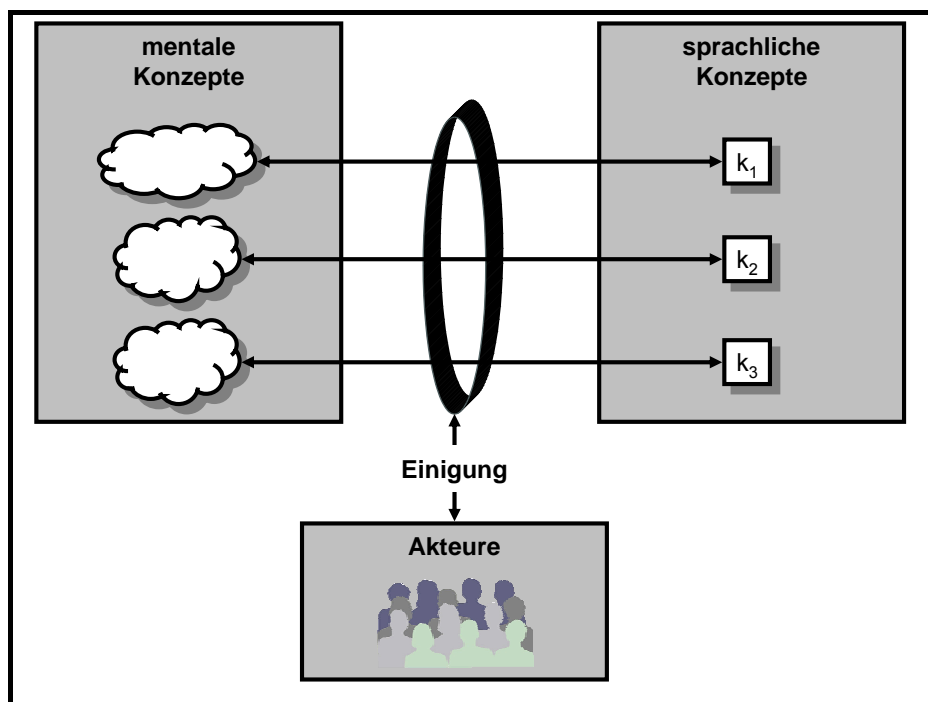 mentale
Konzepte
sprachliche
Konzepte
k₁
k₂
k₃
Einigung
Akteure